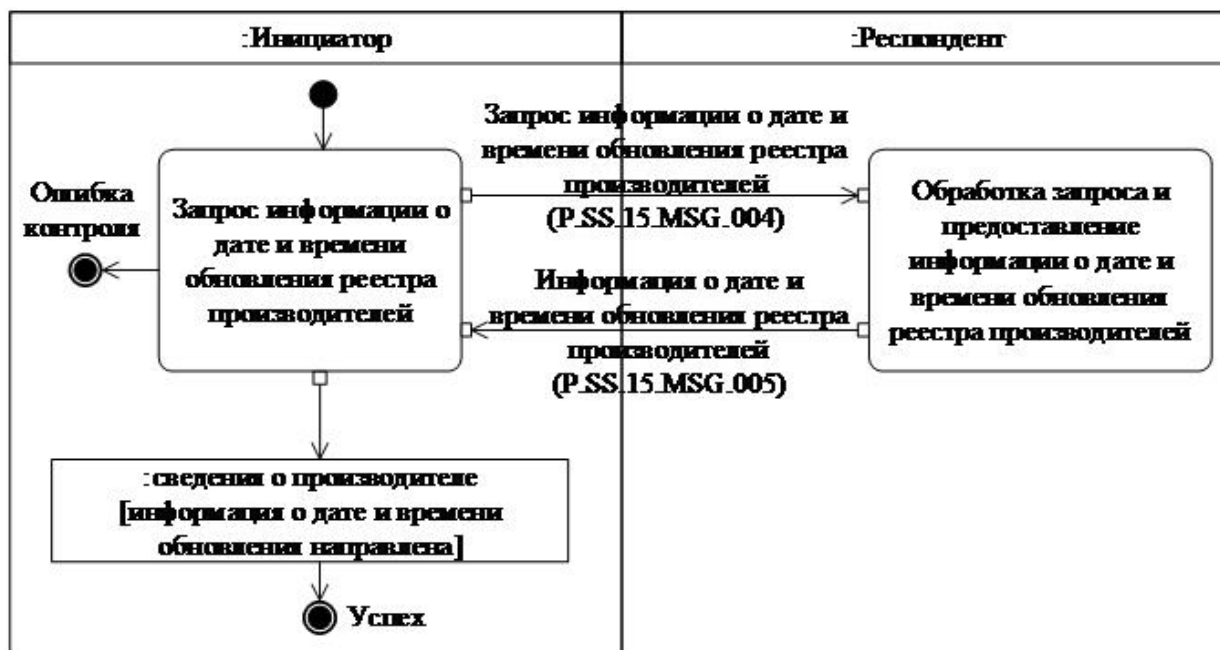 :Инициатор
:Респондент
Запрос информации о дате и
времени обновления реестра
производителей
(P.SS.15.MSG.004)
Ошибка
контроля
Запрос информации о
дате и времени
обновления реестра
производителей
Обработка запроса и
предоставление
информации о дате и
времени обновления
реестра производителей
Информация о дате и
времени обновления реестра
производителей
(P.SS.15.MSG.005)
:сведения о производителе
[информация о дате и времени
обновления направлена]
Успех